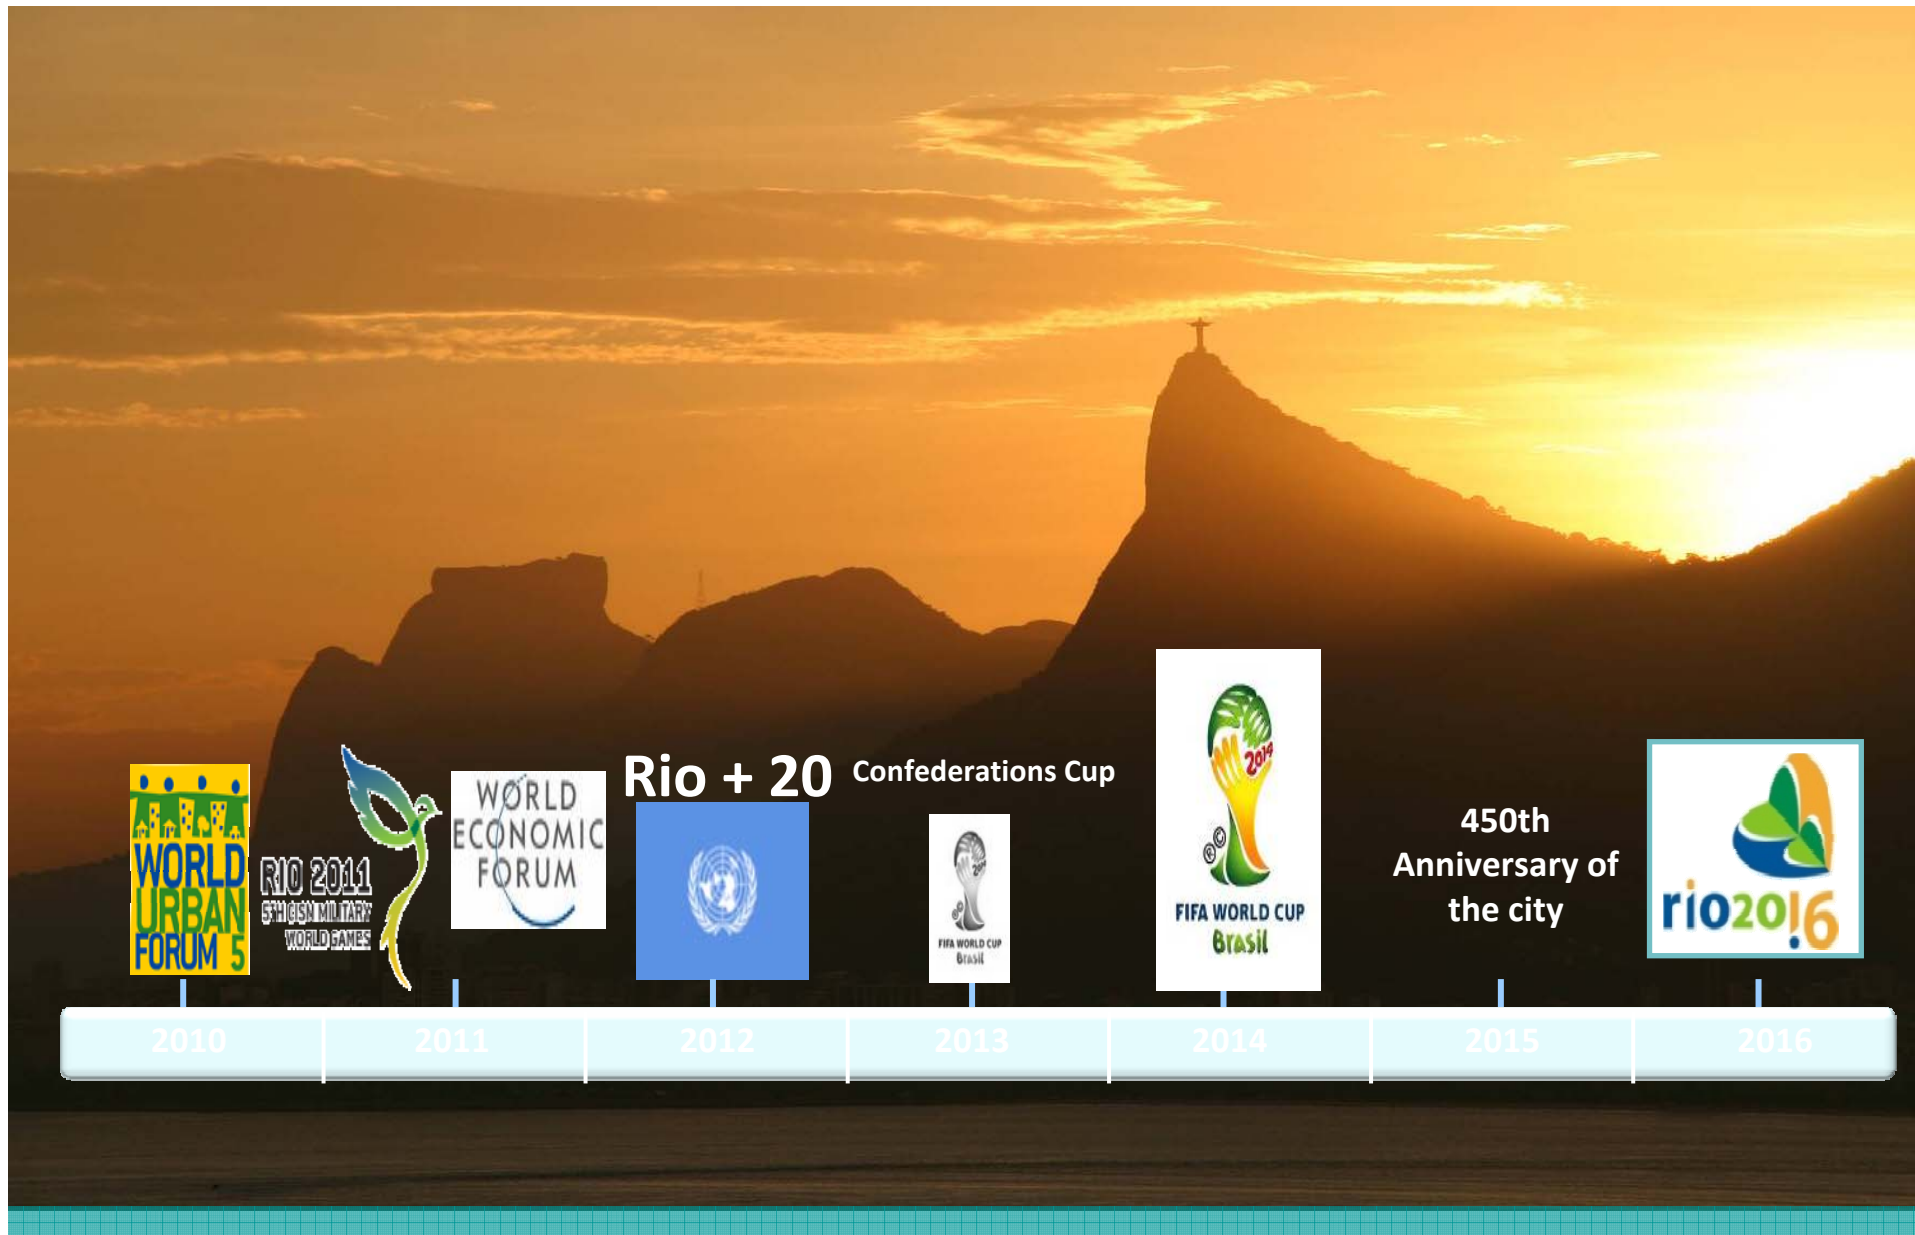 WORLD
URBAN
FORUM 5
RIO 2011
5TH CISM MILITARY
WORLD GAMES
WORLD
ECONOMIC
FORUM
Rio + 20
Confederations Cup
FIFA WORLD CUP
Brasil
2014
FIFA WORLD CUP
Brasil
450th
Anniversary of
the city
rio2016
2010 2011 2012 2013 2014 2015 2016